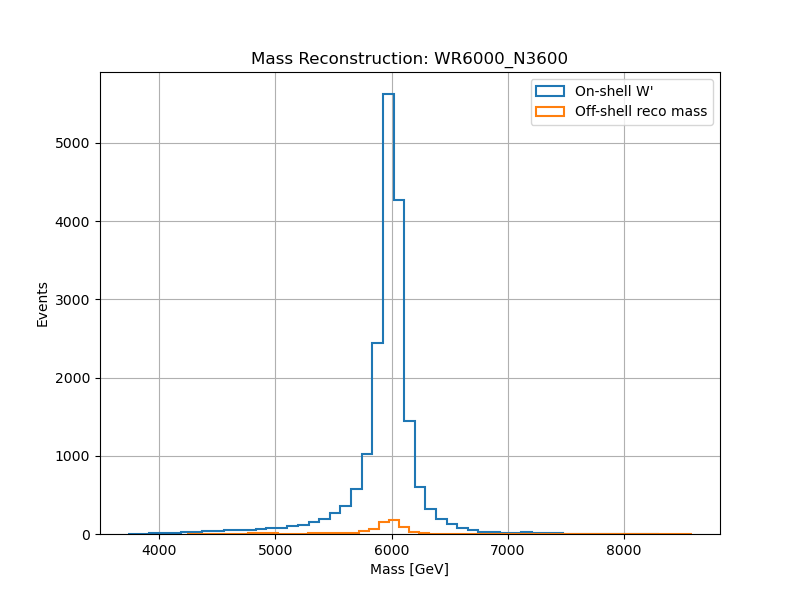 Mass Reconstruction: WR6000_N3600
On-shell W'
Off-shell reco mass
5000
4000
3000
2000
1000
0
Events
4000 5000 6000 7000 8000
Mass [GeV]